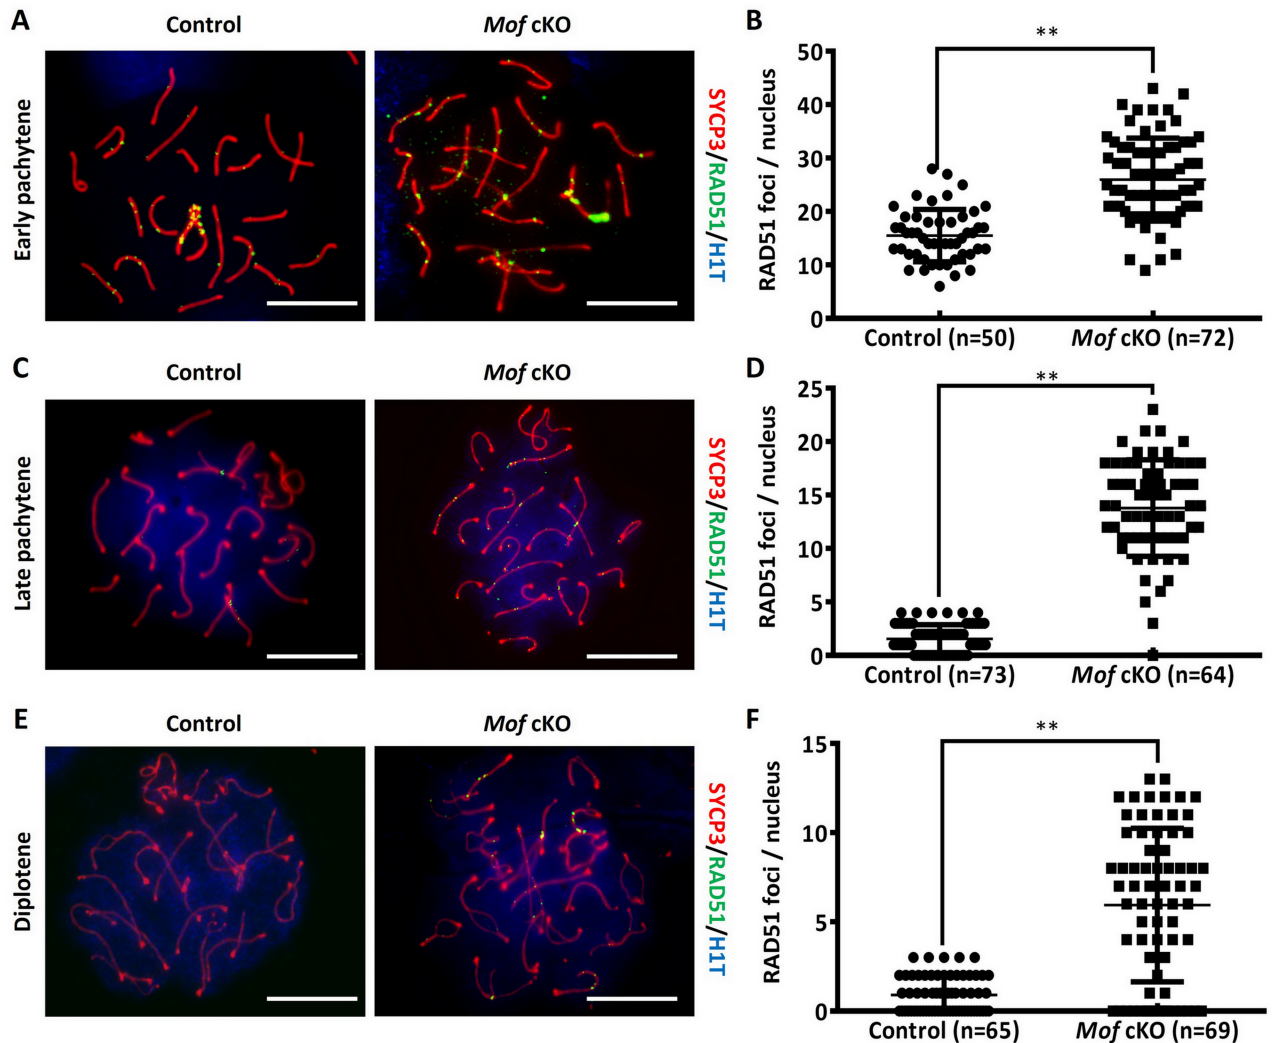 A
Control
Mof cKO
Early pachytene
SYCP3/RAD51/H1T
B
**
RAD51 foci / nucleus
50
40
30
20
10
0
Control (n=50)
Mof cKO (n=72)
C
Control
Mof cKO
Late pachytene
SYCP3/RAD51/H1T
D
**
RAD51 foci / nucleus
25
20
15
10
5
0
Control (n=73)
Mof cKO (n=64)
E
Control
Mof cKO
Diplotene
SYCP3/RAD51/H1T
F
**
RAD51 foci / nucleus
15
10
5
0
Control (n=65)
Mof cKO (n=69)